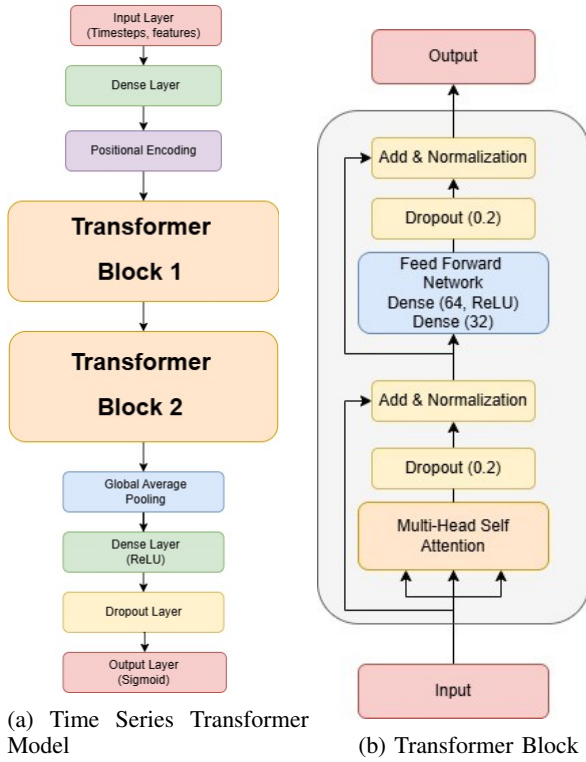 Input Layer
(Timesteps, features)
Dense Layer
Positional Encoding
Transformer
Block 1
Transformer
Block 2
Global Average
Pooling
Dense Layer
(ReLU)
Dropout Layer
Output Layer
(Sigmoid)
(a) Time Series Transformer
Model
Output
Add & Normalization
Dropout (0.2)
Feed Forward
Network
Dense (64, ReLU)
Dense (32)
Add & Normalization
Dropout (0.2)
Multi-Head Self
Attention
Input
(b) Transformer Block